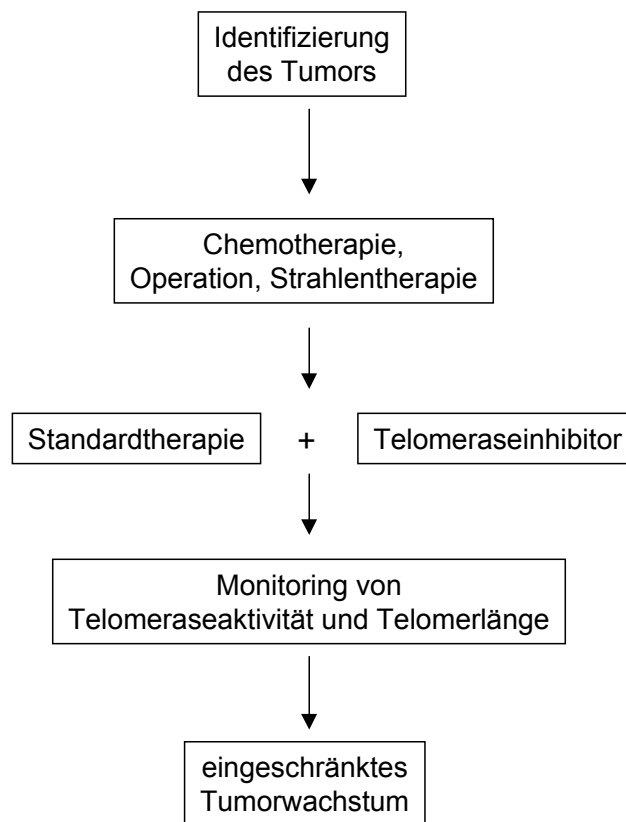 Identifizierung
des Tumors
Chemotherapie,
Operation, Strahlentherapie
Standardtherapie + Telomeraseinhibitor
Monitoring von
Telomeraseaktivität und Telomerlänge
eingeschränktes
Tumorwachstum